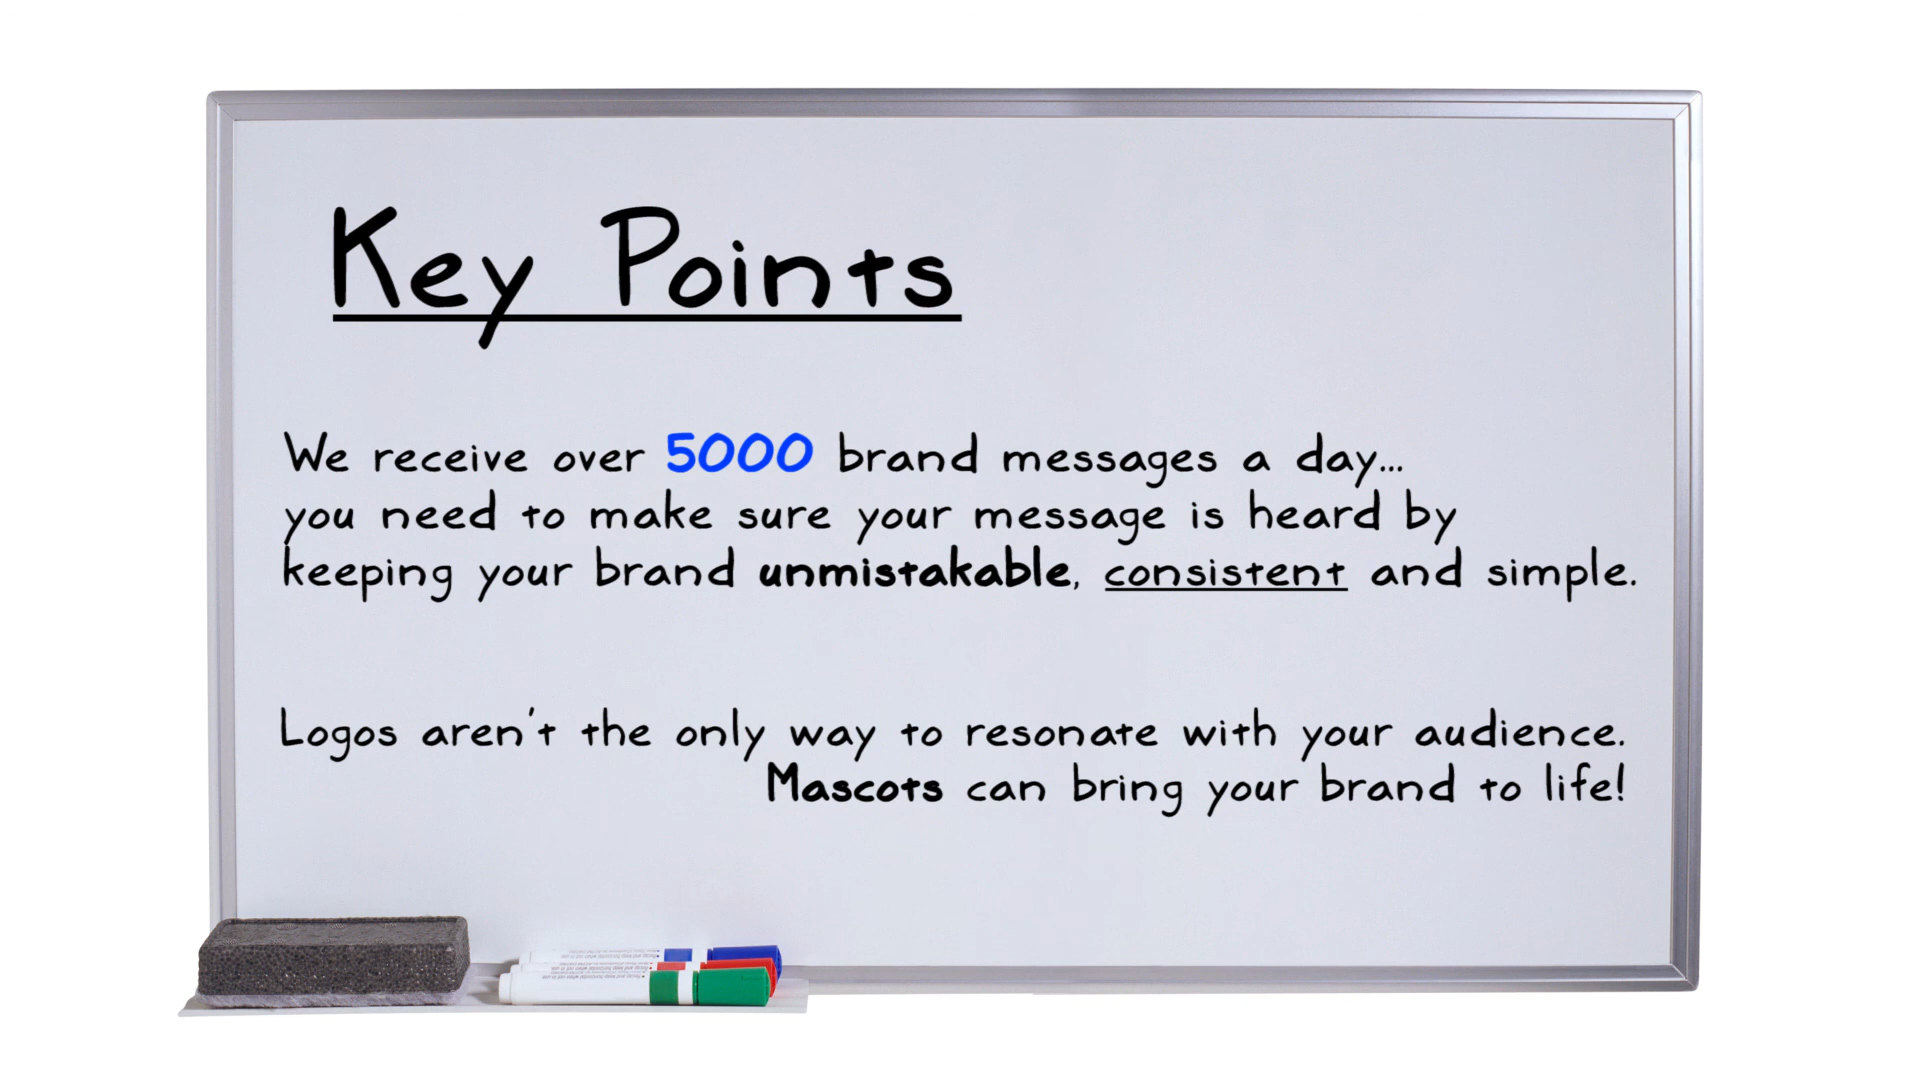 Key Points
We receive over 5000 brand messages a day...
you need to make sure your message is heard by
keeping your brand unmistakable, consistent and simple.
Logos aren't the only way to resonate with your audience.
Mascots can bring your brand to life!